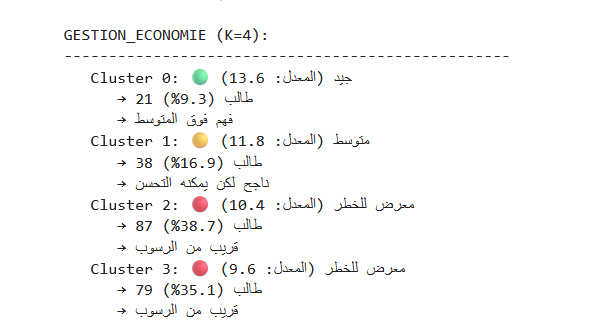 GESTION_ECONOMIE (K=4):
--------------------------------------------------
Cluster 0: 🟢 جيد (المعدل: 13.6)
→ 21 طالب (9.3%)
→ فهم فوق المتوسط
Cluster 1: 🟡 متوسط (المعدل: 11.8)
→ 38 طالب (16.9%)
→ ناجح لكن يمكنه التحسن
Cluster 2: 🔴 معرض للخطر (المعدل: 10.4)
→ 87 طالب (38.7%)
→ قريب من الرسوب
Cluster 3: 🔴 معرض للخطر (المعدل: 9.6)
→ 79 طالب (35.1%)
→ قريب من الرسوب